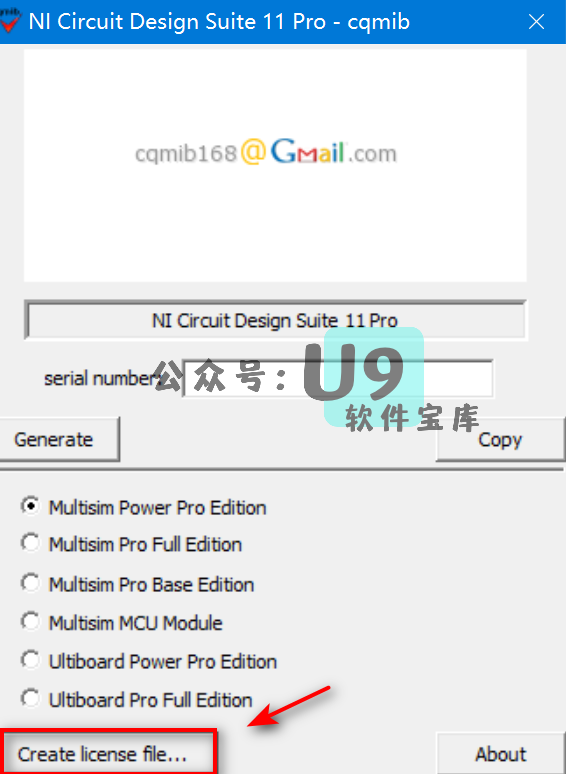 NI Circuit Design Suite 11 Pro - cqmib
cqmib168@Gmail.com
NI Circuit Design Suite 11 Pro
serial number:
公众号：U9
软件宝库
Generate
Copy
Multisim Power Pro Edition
Multisim Pro Full Edition
Multisim Pro Base Edition
Multisim MCU Module
Ultiboard Power Pro Edition
Ultiboard Pro Full Edition
Create license file...
About